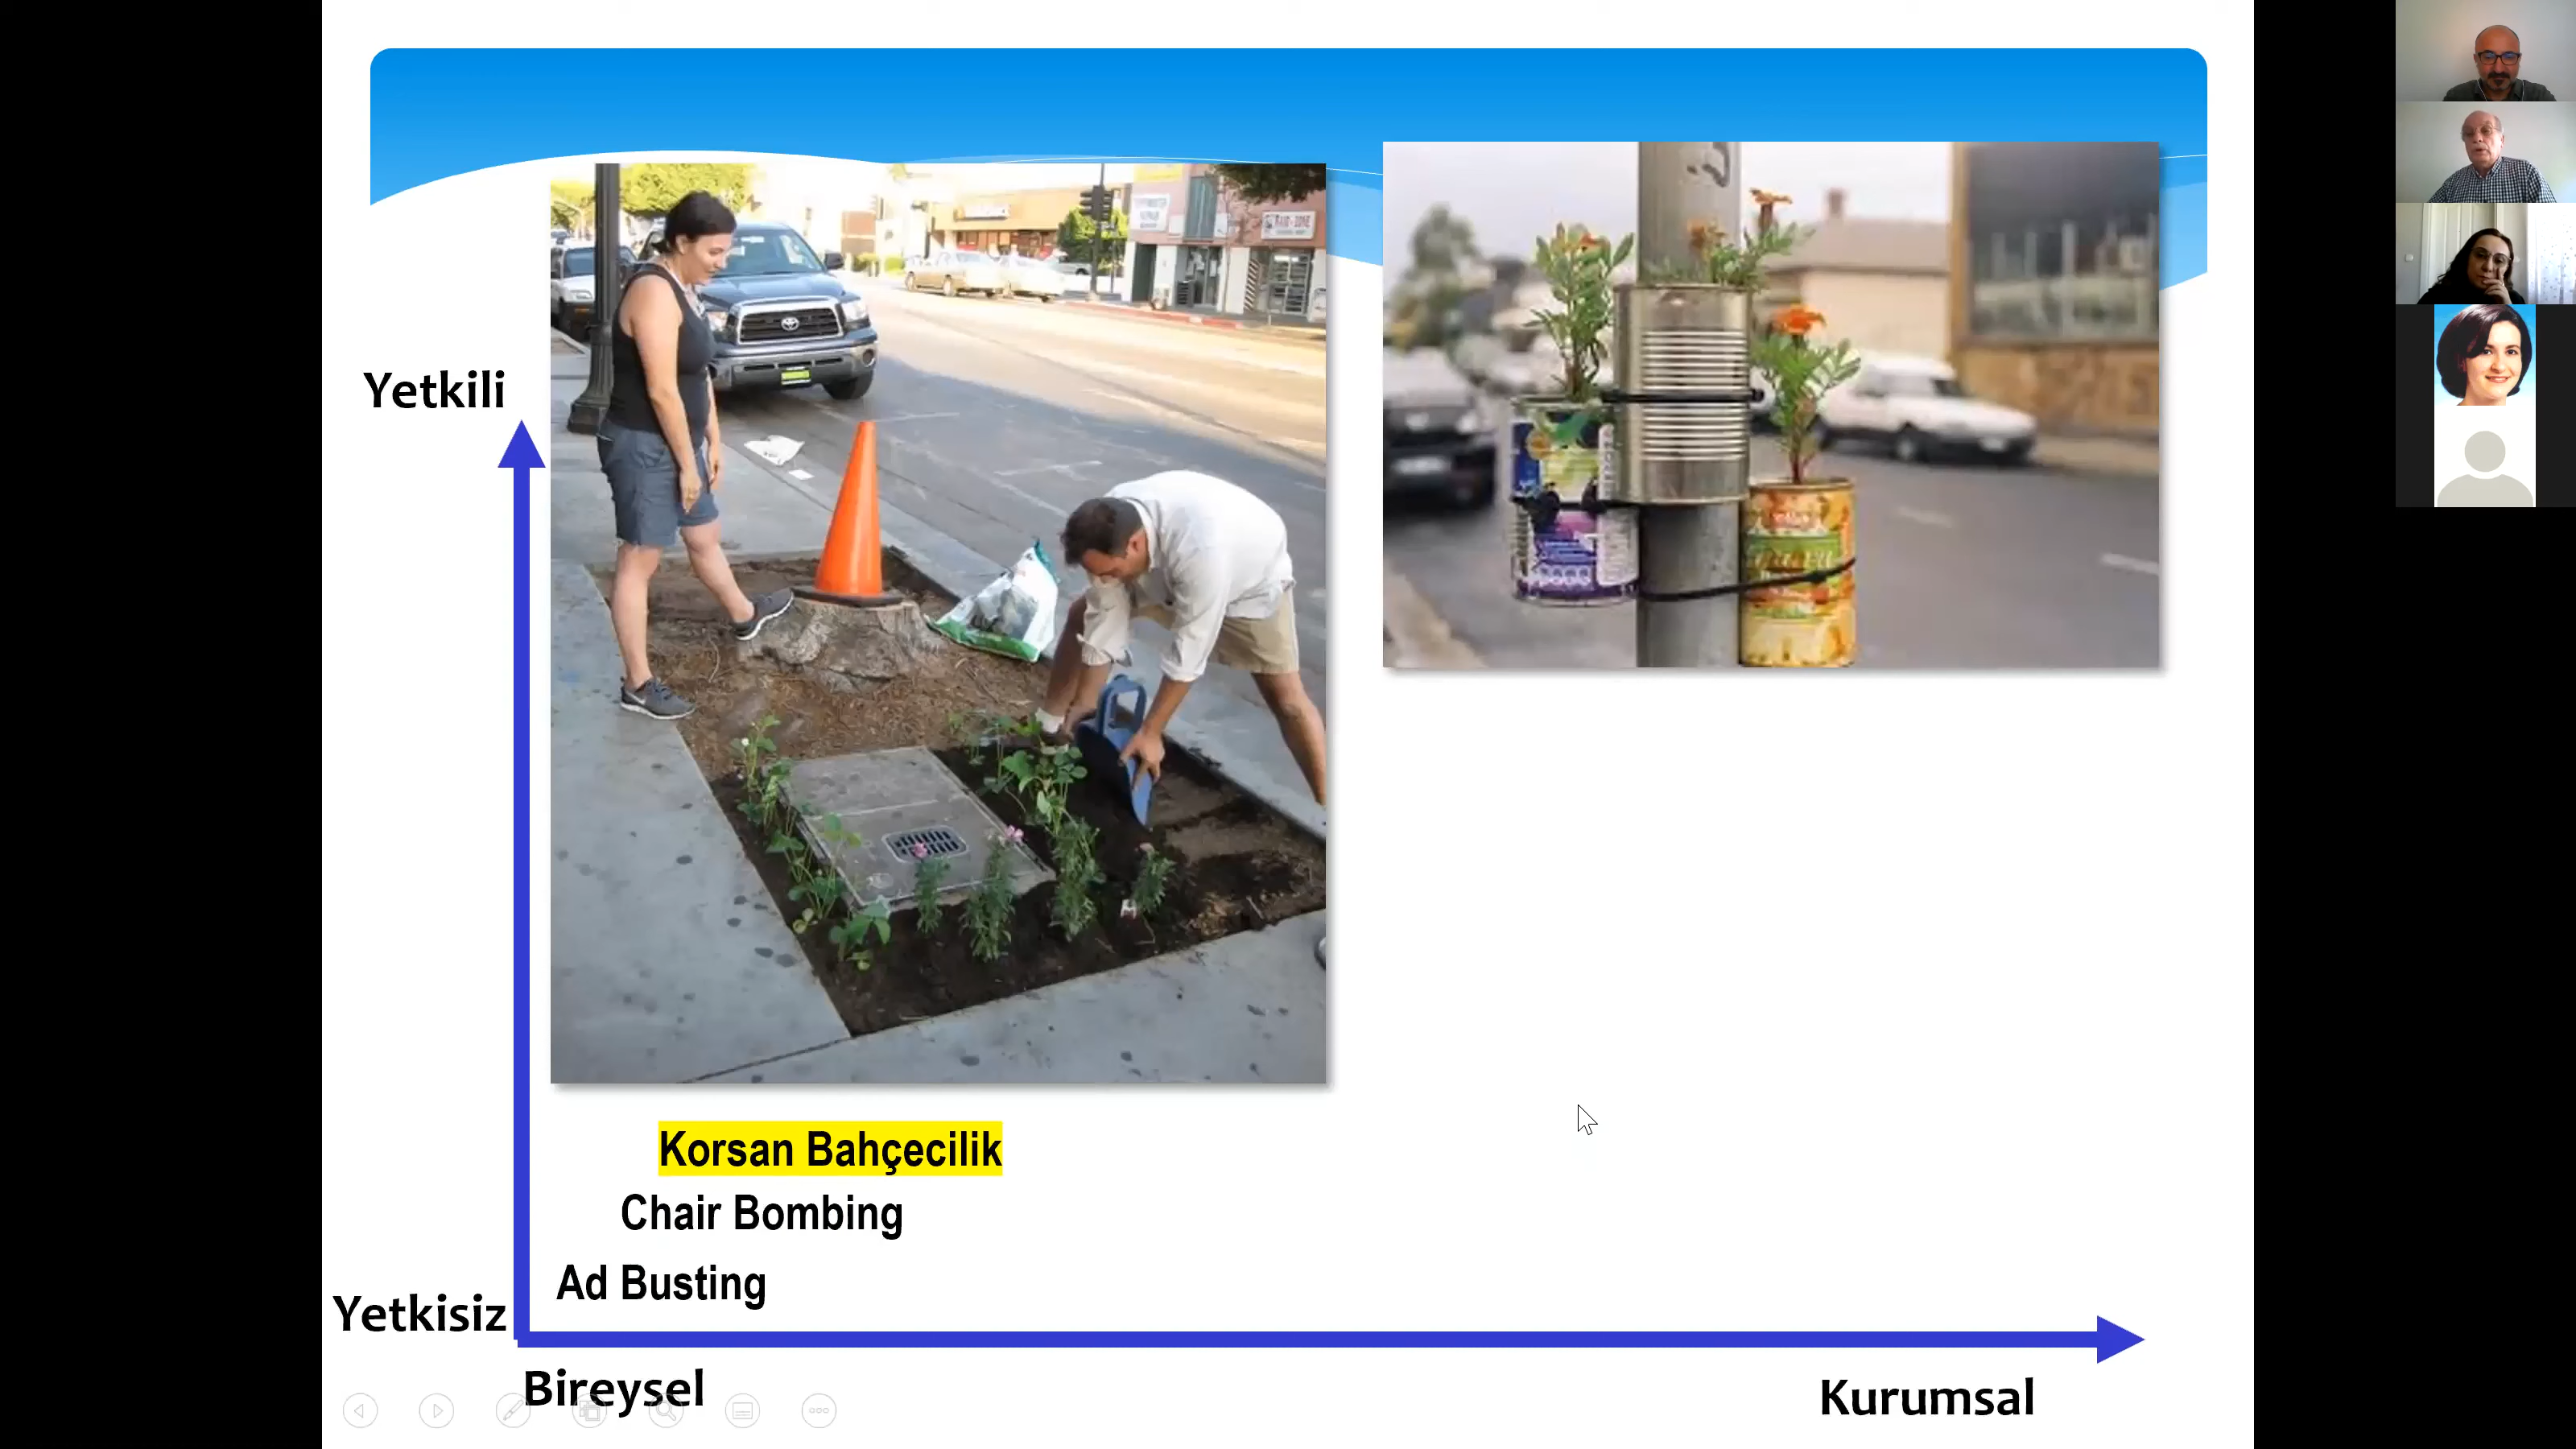 Yetkili
Korsan Bahçecilik
Chair Bombing
Ad Busting
Yetkisiz
Bireysel
Kurumsal